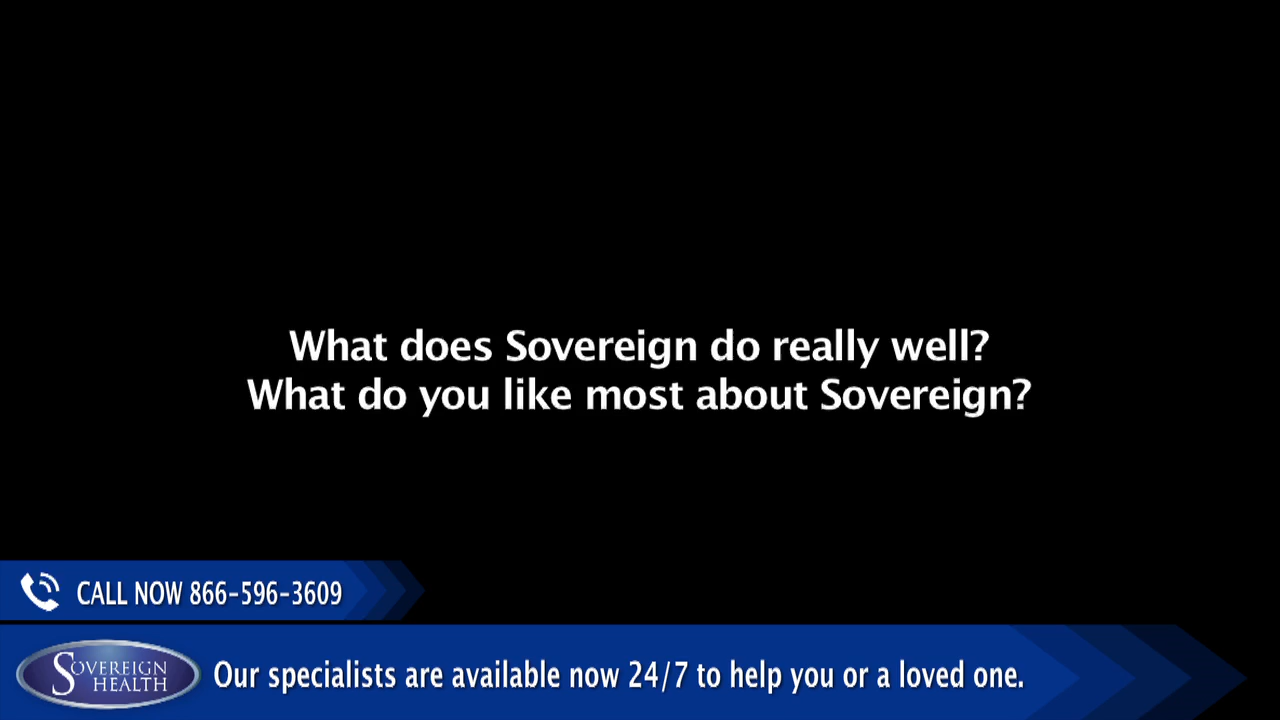 What does Sovereign do really well?
What do you like most about Sovereign?
CALL NOW 866-596-3609
SOVEREIGN
HEALTH
Our specialists are available now 24/7 to help you or a loved one.